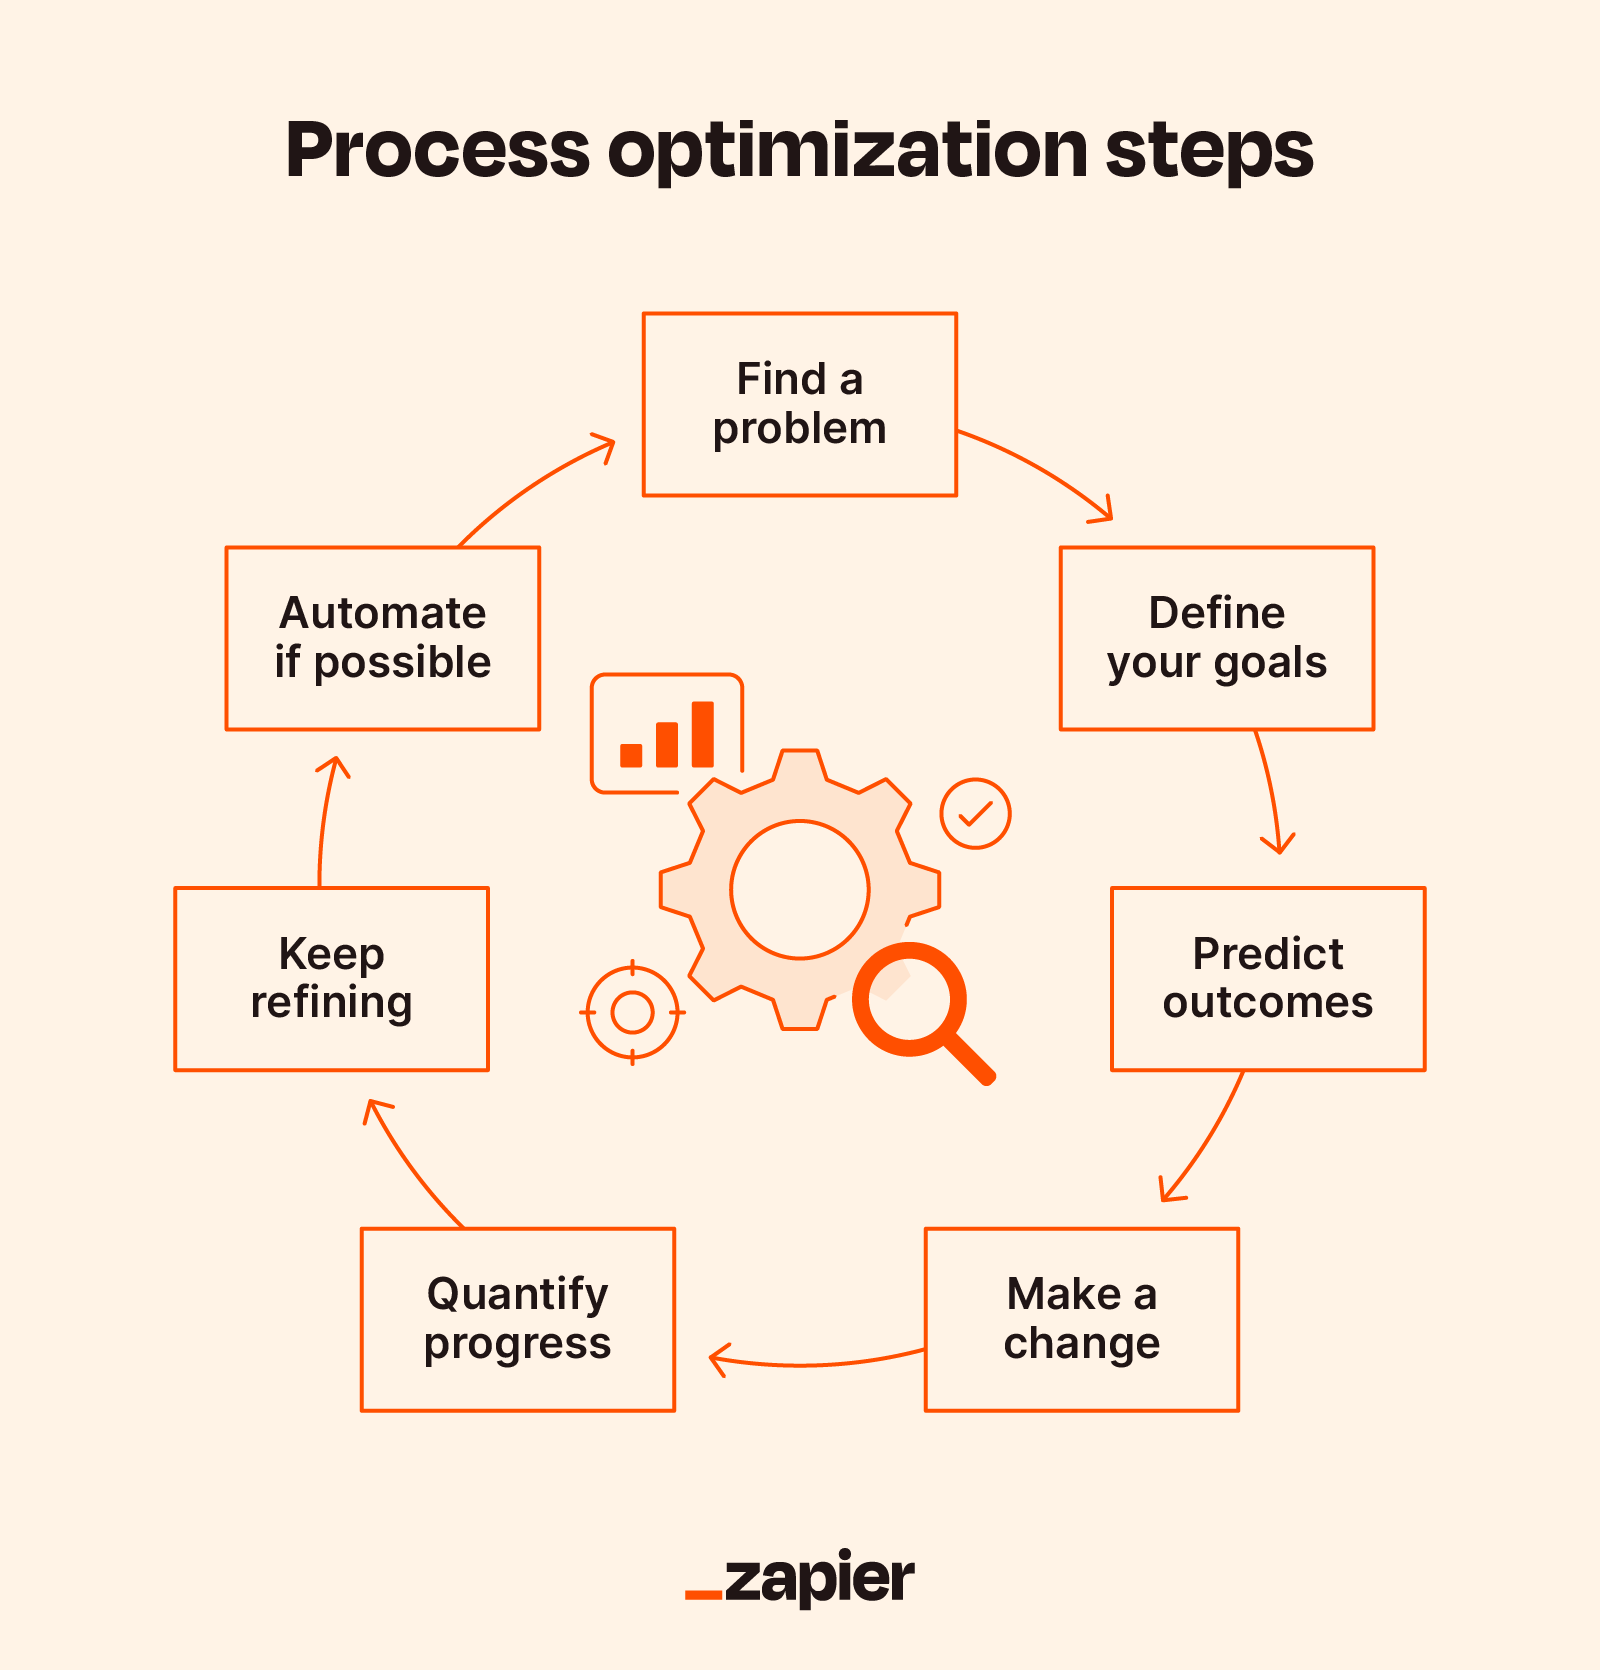 Process optimization steps
Find a
problem
Define
your goals
Predict
outcomes
Make a
change
Quantify
progress
Keep
refining
Automate
if possible
_zapier